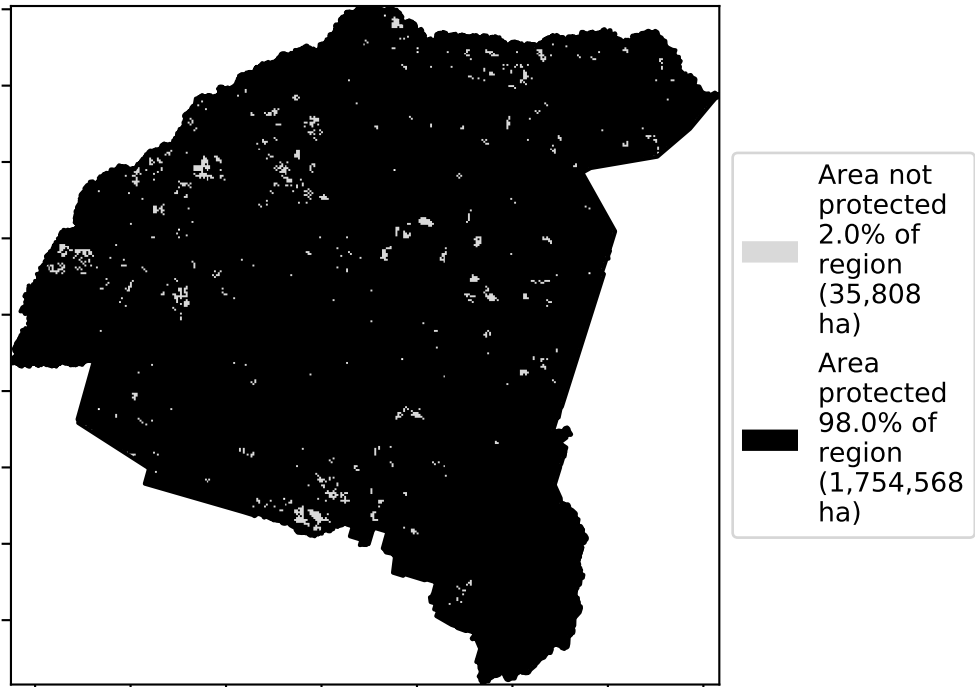 Area not
protected
2.0% of
region
(35,808
ha)
Area
protected
98.0% of
region
(1,754,568
ha)